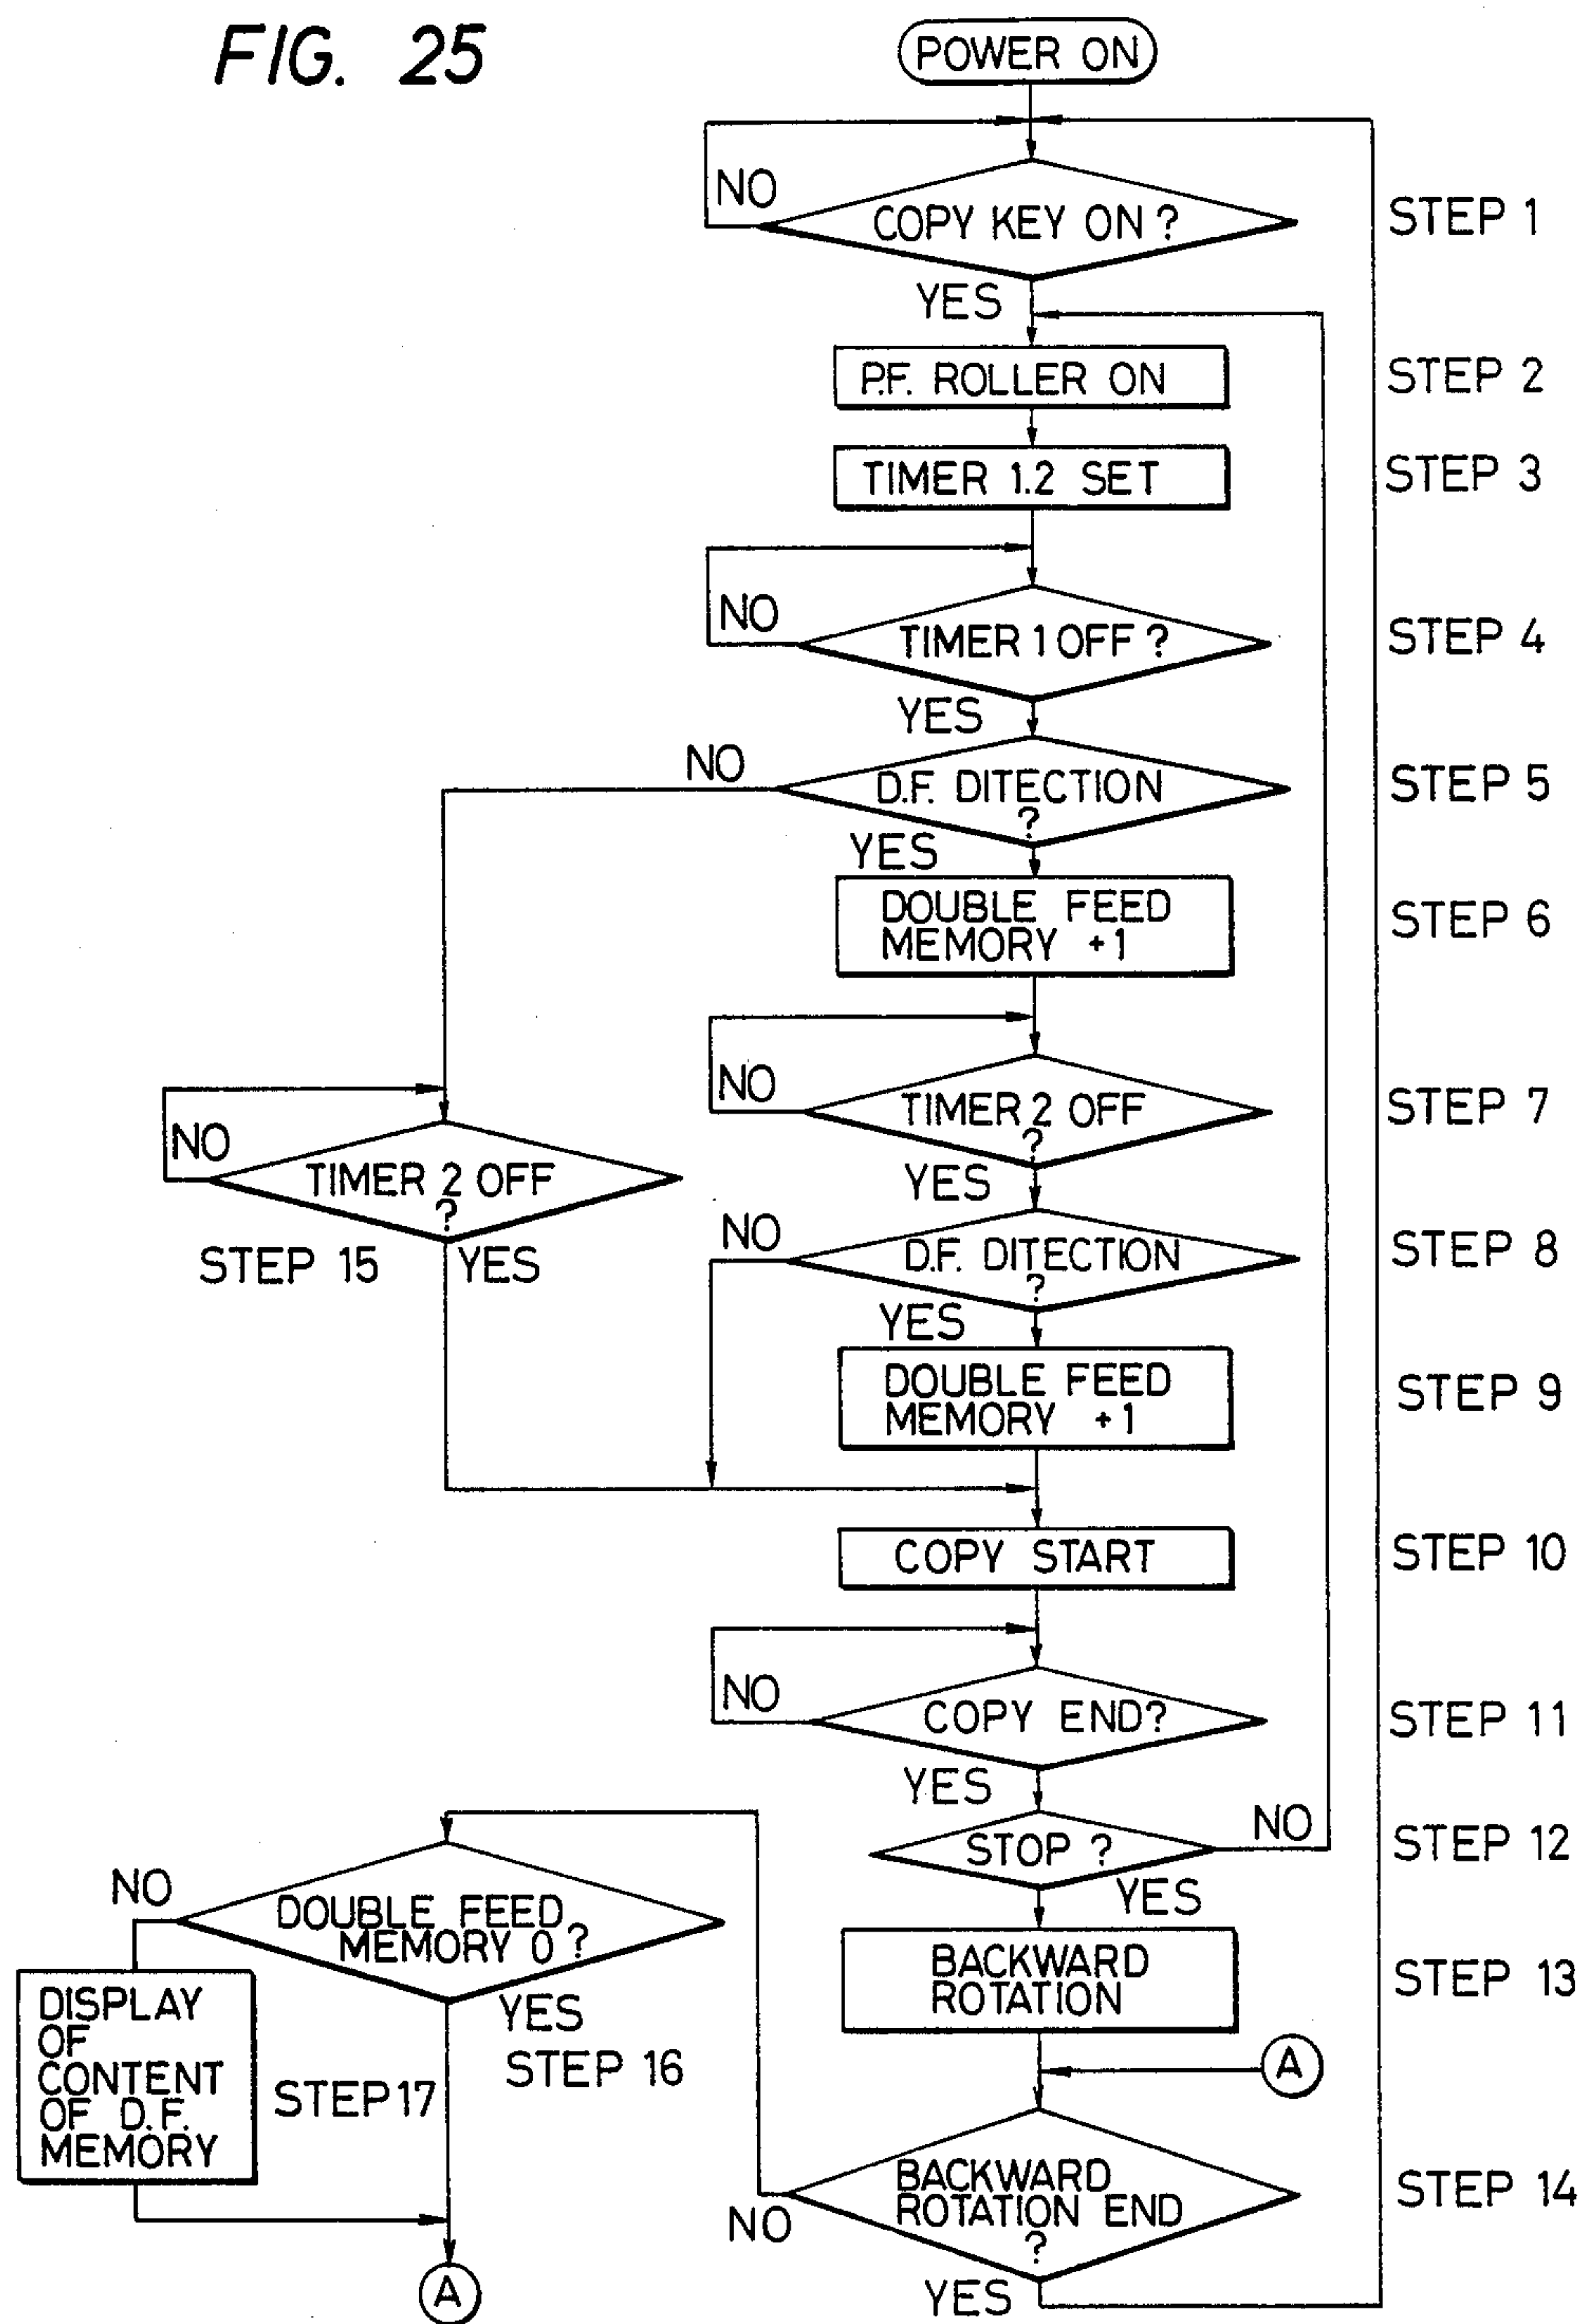 FIG. 25
POWER ON
NO
COPY KEY ON ?
STEP 1
YES
P.F. ROLLER ON
STEP 2
TIMER 1.2 SET
STEP 3
NO
TIMER 1 OFF ?
STEP 4
YES
NO
D.F. DITECTION
?
STEP 5
YES
DOUBLE FEED
MEMORY +1
STEP 6
NO
TIMER 2 OFF
?
STEP 7
YES
NO
TIMER 2 OFF
?
STEP 15
YES
NO
D.F. DITECTION
?
STEP 8
YES
DOUBLE FEED
MEMORY +1
STEP 9
COPY START
STEP 10
NO
COPY END?
STEP 11
YES
STOP ?
NO
STEP 12
YES
NO
DOUBLE FEED
MEMORY 0 ?
YES
STEP 16
BACKWARD
ROTATION
STEP 13
DISPLAY
OF
CONTENT
OF D.F.
MEMORY
STEP 17
A
BACKWARD
ROTATION END
?
STEP 14
NO
YES
A